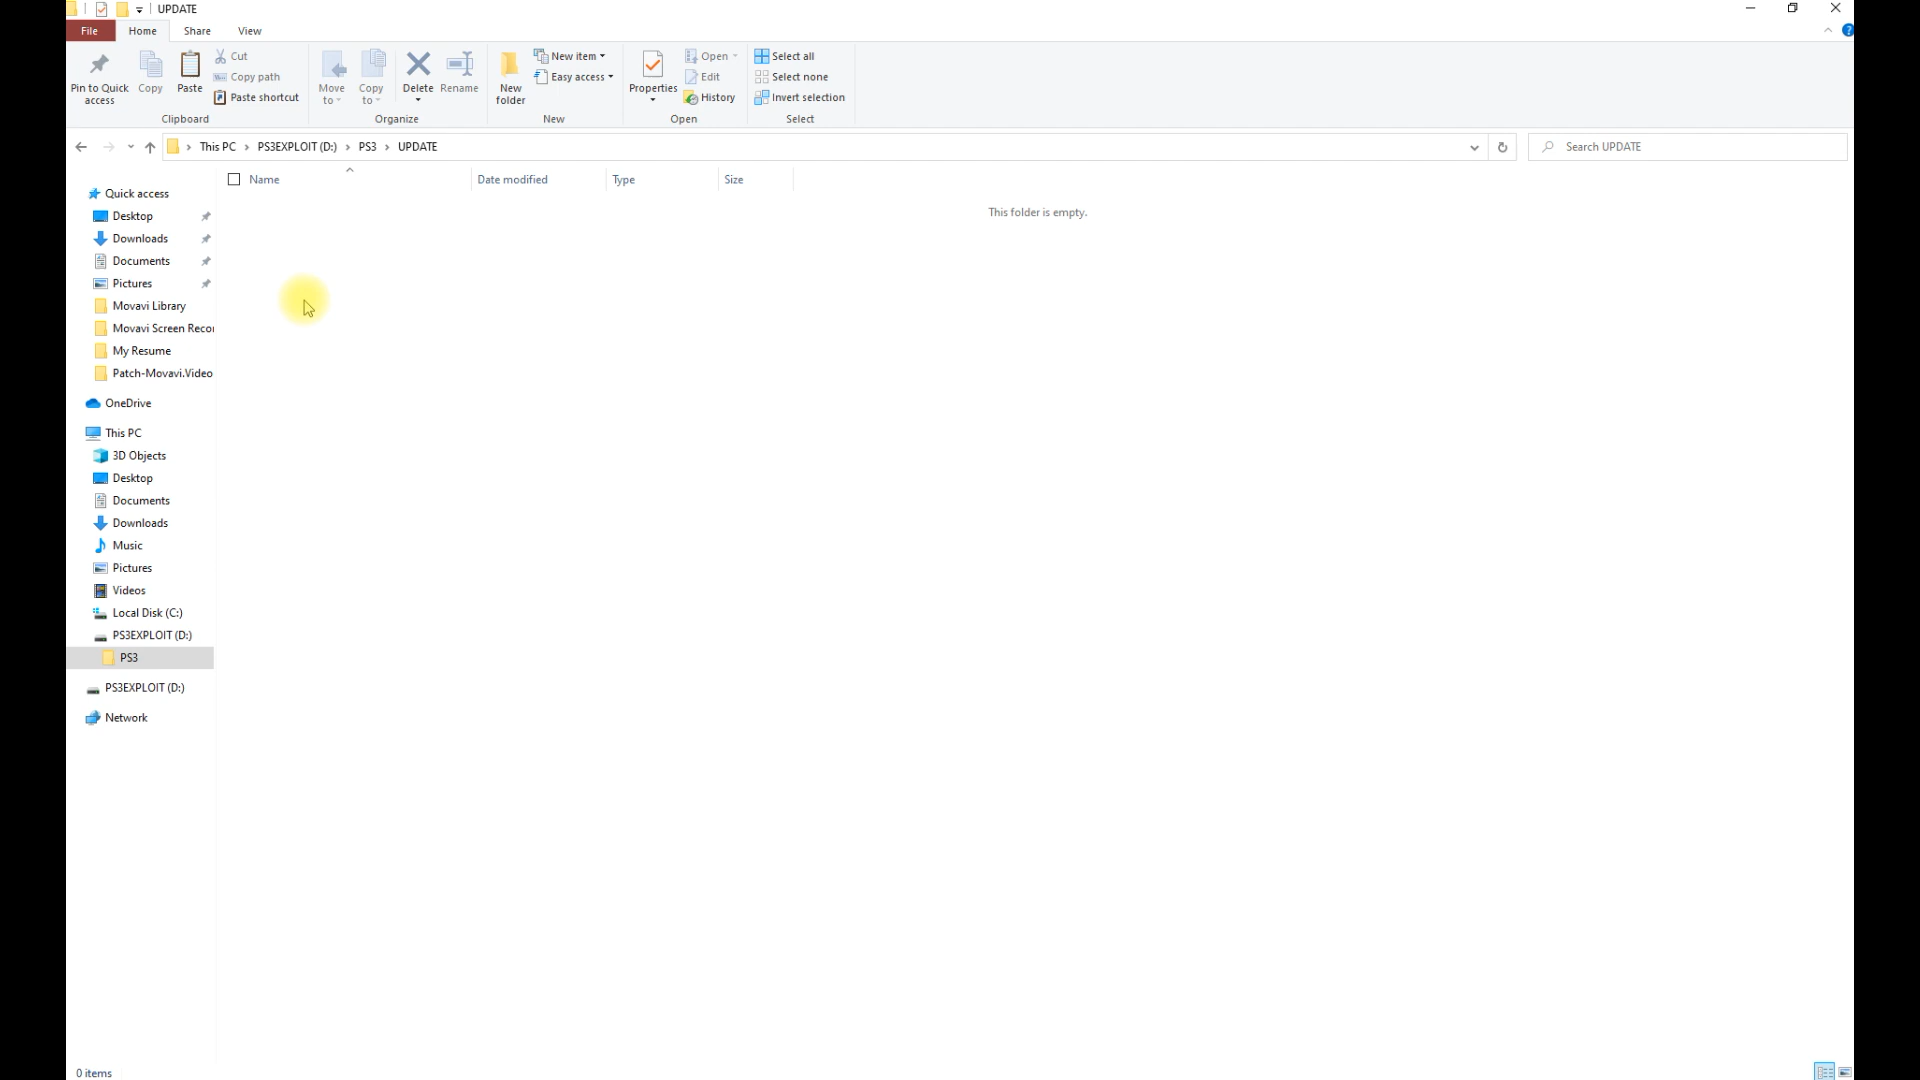 UPDATE
File Home Share View
Pin to Quick access
Copy
Paste
Cut
Copy path
Paste shortcut
Clipboard
Move to
Copy to
Delete
Rename
Organize
New folder
New item
Easy access
New
Properties
Open
Edit
History
Open
Select all
Select none
Invert selection
Select
This PC > PS3EXPLOIT (D:) > PS3 > UPDATE
Search UPDATE
Name Date modified Type Size
This folder is empty.
Quick access
Desktop
Downloads
Documents
Pictures
Movavi Library
Movavi Screen Reco
My Resume
Patch-Movavi.Video
OneDrive
This PC
3D Objects
Desktop
Documents
Downloads
Music
Pictures
Videos
Local Disk (C:)
PS3EXPLOIT (D:)
PS3
PS3EXPLOIT (D:)
Network
0 items